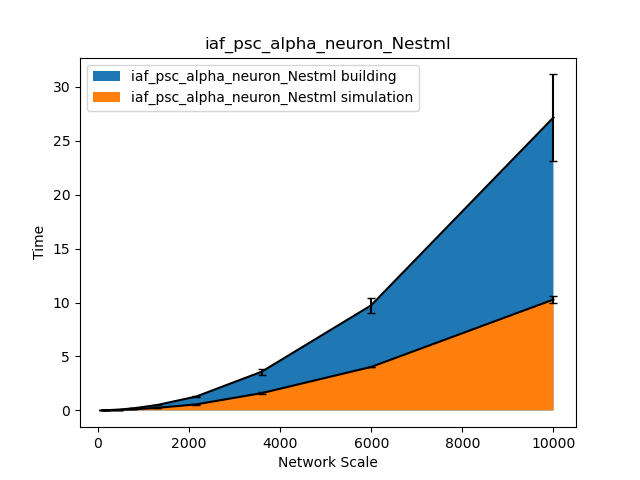 iaf_psc_alpha_neuron_Nestml
iaf_psc_alpha_neuron_Nestml building
iaf_psc_alpha_neuron_Nestml simulation
30
25
20
15
10
5
0
Time
0 2000 4000 6000 8000 10000
Network Scale